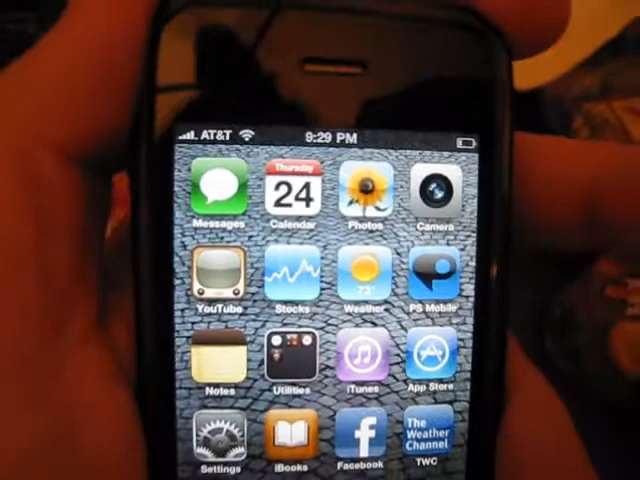 AT&T 9:29 PM
Thursday
24
Messages Calendar Photos Camera
73°
YouTube Stocks Weather PS Mobile
Notes Utilities iTunes App Store
The
Weather
Channel
Settings iBooks Facebook TWC